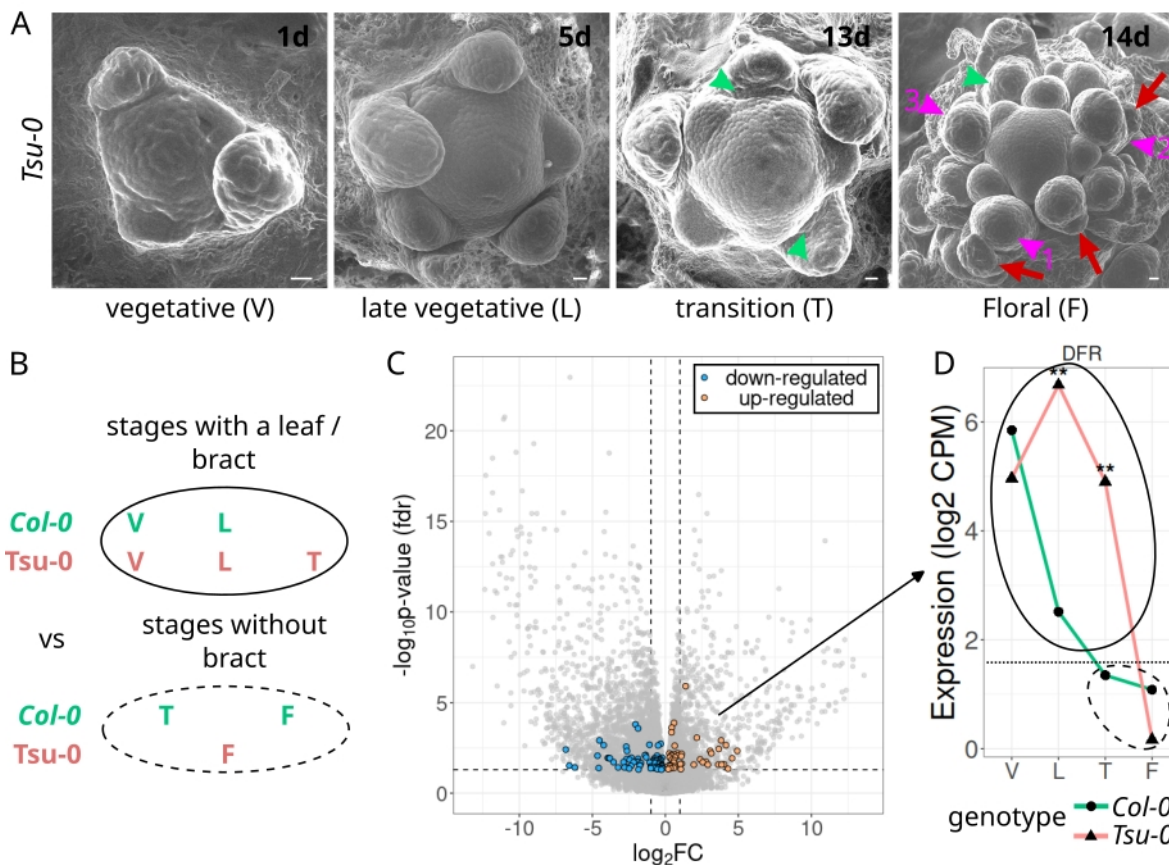 A
Tsu-0
1d
5d
13d
14d
3
2
1
vegetative (V)
late vegetative (L)
transition (T)
Floral (F)
B
stages with a leaf /
bract
Col-0 V L
Tsu-0 V L T
vs
stages without
bract
Col-0 T F
Tsu-0 F
C
down-regulated
up-regulated
-log10p-value (fdr)
20
15
10
5
0
-10 -5 0 5 10
log2FC
D
DFR
**
**
Expression (log2 CPM)
6
4
2
0
V L T F
genotype
Col-0
Tsu-0